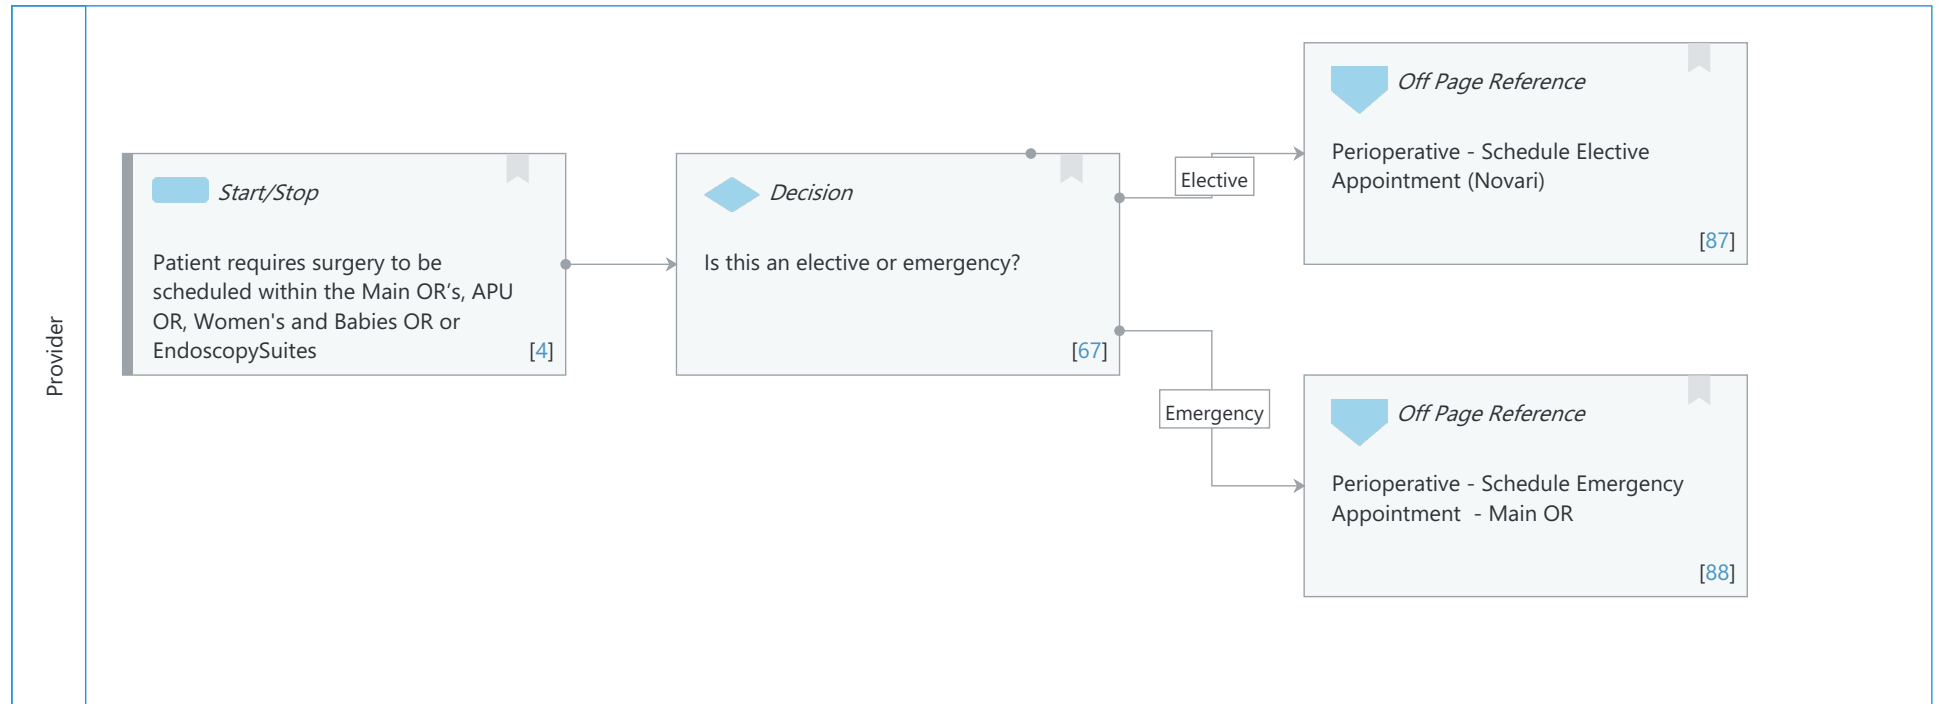 Provider
Start/Stop
Patient requires surgery to be
scheduled within the Main OR’s, APU
OR, Women's and Babies OR or
EndoscopySuites
[4]
Decision
Is this an elective or emergency?
[67]
Elective
Emergency
Off Page Reference
Perioperative - Schedule Elective
Appointment (Novari)
[87]
Off Page Reference
Perioperative - Schedule Emergency
Appointment  - Main OR
[88]